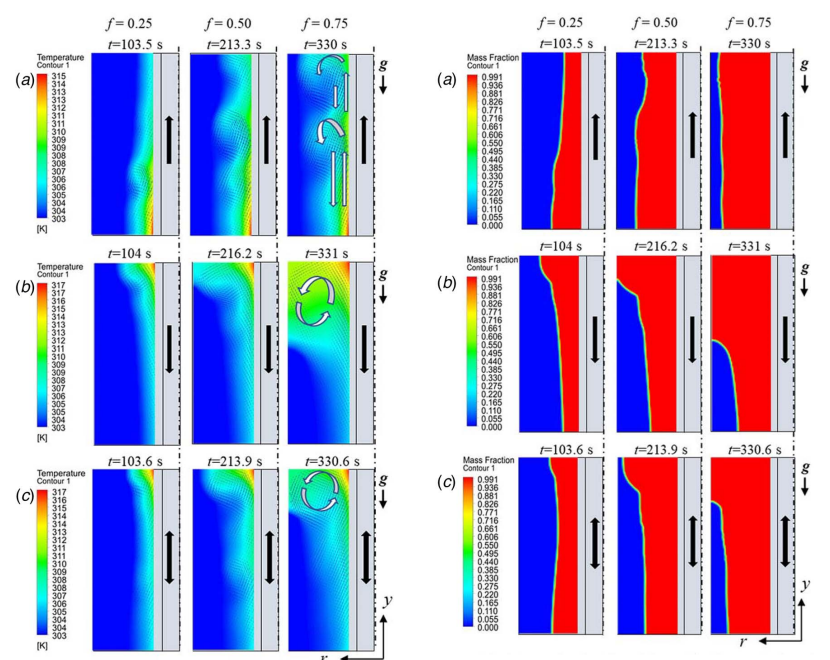 f = 0.25 f = 0.50 f = 0.75
t=103.5 s t=213.3 s t=330 s
(a)
Temperature
Contour 1
315
314
313
312
311
310
309
308
307
306
305
304
303
[K]
g
t=104 s t=216.2 s t=331 s
(b)
Temperature
Contour 1
317
315
314
313
312
311
310
309
308
307
306
304
303
[K]
g
t=103.6 s t=213.9 s t=330.6 s
(c)
Temperature
Contour 1
317
316
315
314
313
312
311
310
309
308
307
306
305
304
303
[K]
g
y
r
f = 0.25 f = 0.50 f = 0.75
t=103.5 s t=213.3 s t=330 s
(a)
Mass Fraction
Contour 1
0.991
0.936
0.881
0.826
0.771
0.716
0.661
0.606
0.551
0.496
0.440
0.385
0.330
0.275
0.220
0.165
0.110
0.055
0.000
g
t=104 s t=216.2 s t=331 s
(b)
Mass Fraction
Contour 1
0.991
0.936
0.881
0.826
0.771
0.716
0.661
0.606
0.551
0.496
0.440
0.385
0.330
0.275
0.220
0.165
0.110
0.055
0.000
g
t=103.6 s t=213.9 s t=330.6 s
(c)
Mass Fraction
Contour 1
0.991
0.936
0.881
0.826
0.771
0.716
0.661
0.606
0.551
0.496
0.440
0.385
0.330
0.275
0.220
0.165
0.110
0.055
0.000
g
y
r